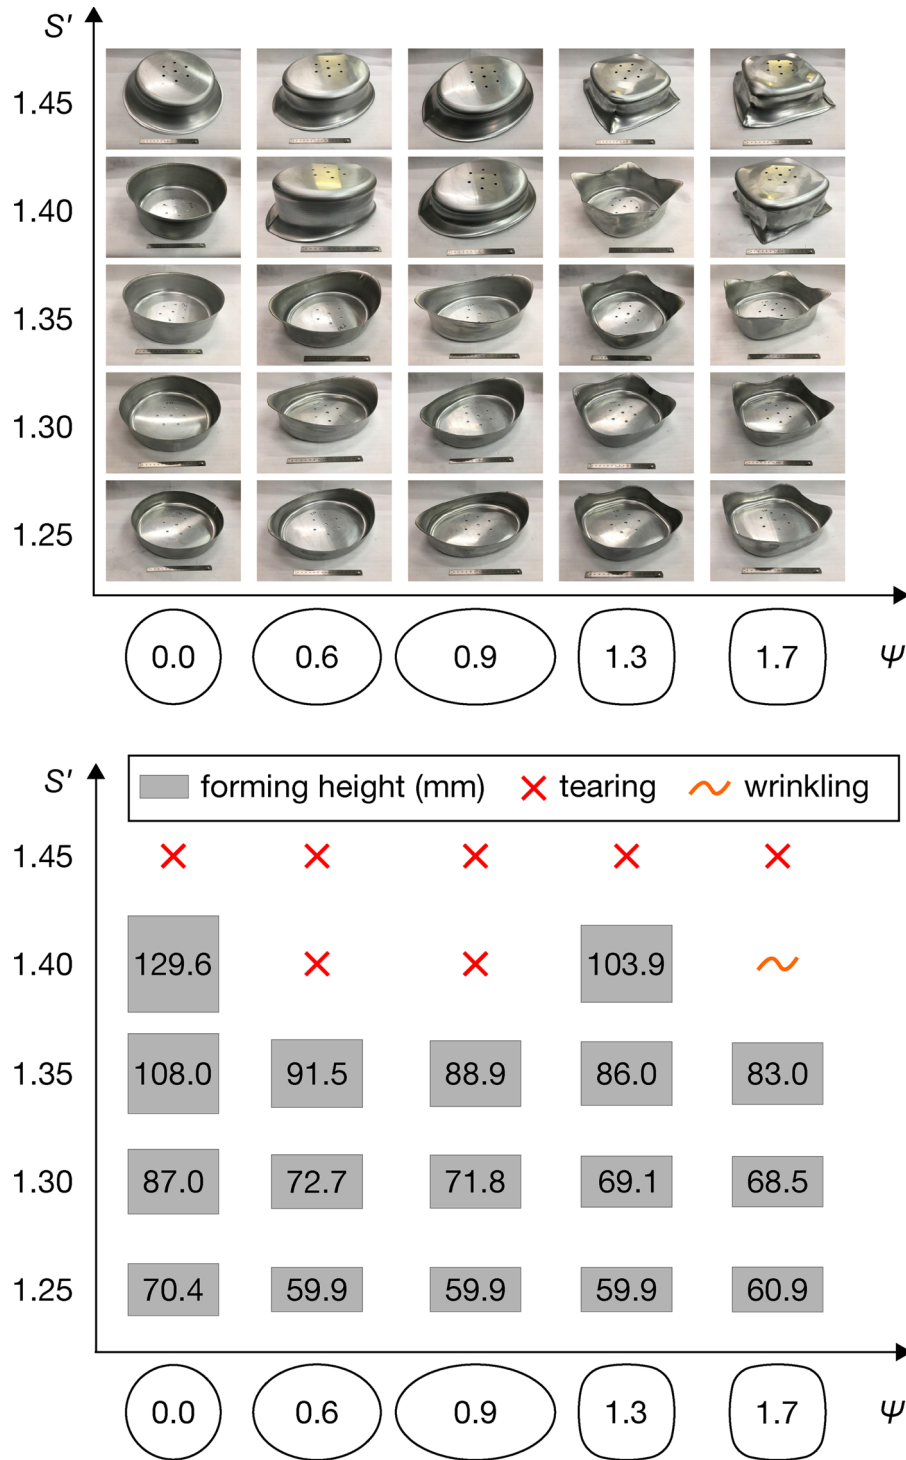 S′
1.45
1.40
1.35
1.30
1.25
0.0 0.6 0.9 1.3 1.7 Ψ
S′
forming height (mm) tearing wrinkling
1.45
1.40 129.6 103.9
1.35 108.0 91.5 88.9 86.0 83.0
1.30 87.0 72.7 71.8 69.1 68.5
1.25 70.4 59.9 59.9 59.9 60.9
0.0 0.6 0.9 1.3 1.7 Ψ